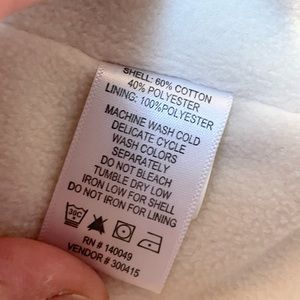 SHELL: 60% COTTON
40% POLYESTER
LINING: 100%POLYESTER
MACHINE WASH COLD
DELICATE CYCLE
WASH COLORS
SEPARATELY
DO NOT BLEACH
TUMBLE DRY LOW
IRON LOW FOR SHELL
DO NOT IRON FOR LINING
30C
RN # 140049
VENDOR # 300415